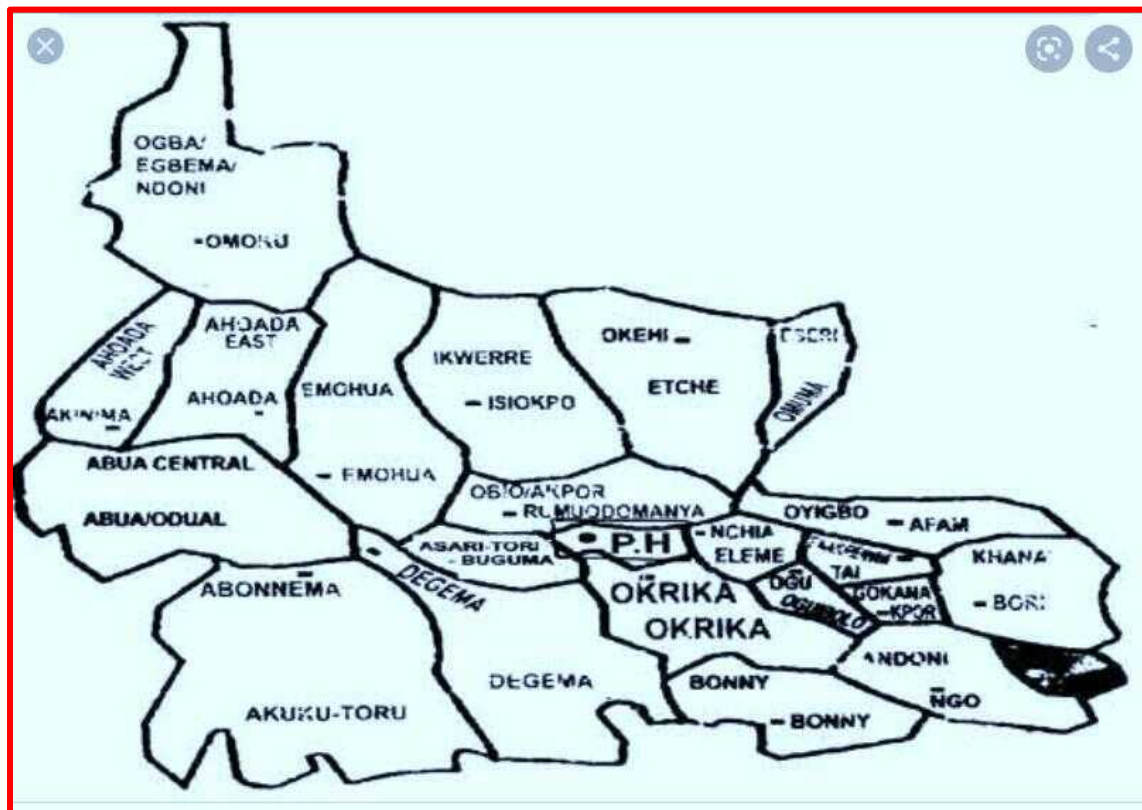 OGBA/
EGBEMA/
NDONI
OMOKU
AHOADA
WEST
AKINIMA
AHOADA
EAST
AHOADA
EMOHUA
EMOHUA
IKWERRE
ISIOKPO
OKEHI
ETCHE
OMUMA
ABUA CENTRAL
ABUA/ODUAL
OBIO/AKPOR
RUMUODOMANYA
OYIGBO
AFAM
ASARI-TORI
BUGUMA
P.H
NCHIA
ELEME
TAI
KHANA
BORI
GOKANA
KPOR
OGU
ABONNEMA
DEGEMA
OKRIKA
OKRIKA
AKUKU-TORU
DEGEMA
BONNY
BONNY
ANDONI
NGO